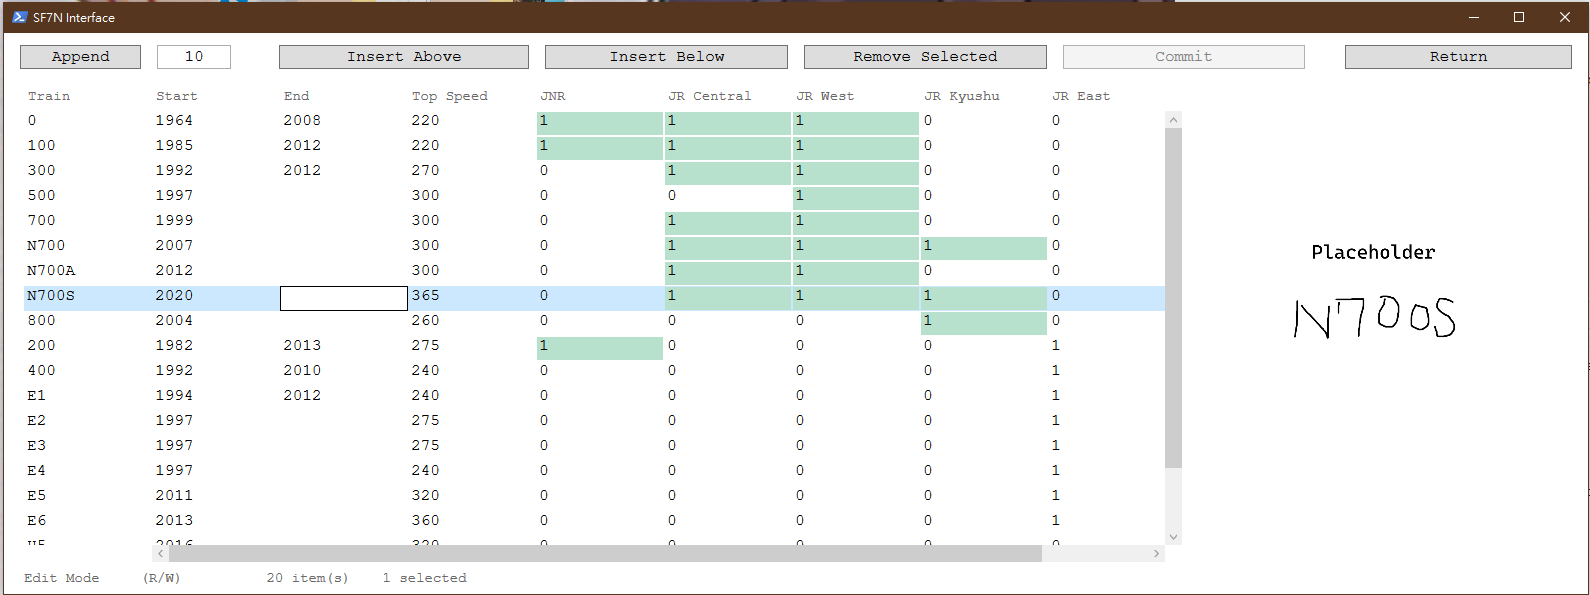 SF7N Interface
Append 10 Insert Above Insert Below Remove Selected Commit Return
Train Start End Top Speed JNR JR Central JR West JR Kyushu JR East
0 1964 2008 220 1 1 1 0 0
100 1985 2012 220 1 1 1 0 0
300 1992 2012 270 0 1 1 0 0
500 1997 300 0 0 1 0 0
700 1999 300 0 1 1 0 0
N700 2007 300 0 1 1 1 0
N700A 2012 300 0 1 1 0 0
N700S 2020 365 0 1 1 1 0
800 2004 260 0 0 0 1 0
200 1982 2013 275 1 0 0 0 1
400 1992 2010 240 0 0 0 0 1
E1 1994 2012 240 0 0 0 0 1
E2 1997 275 0 0 0 0 1
E3 1997 275 0 0 0 0 1
E4 1997 240 0 0 0 0 1
E5 2011 320 0 0 0 0 1
E6 2013 360 0 0 0 0 1
2016 320 0 0 0 0 0
Placeholder
N700S
Edit Mode (R/W) 20 item(s) 1 selected